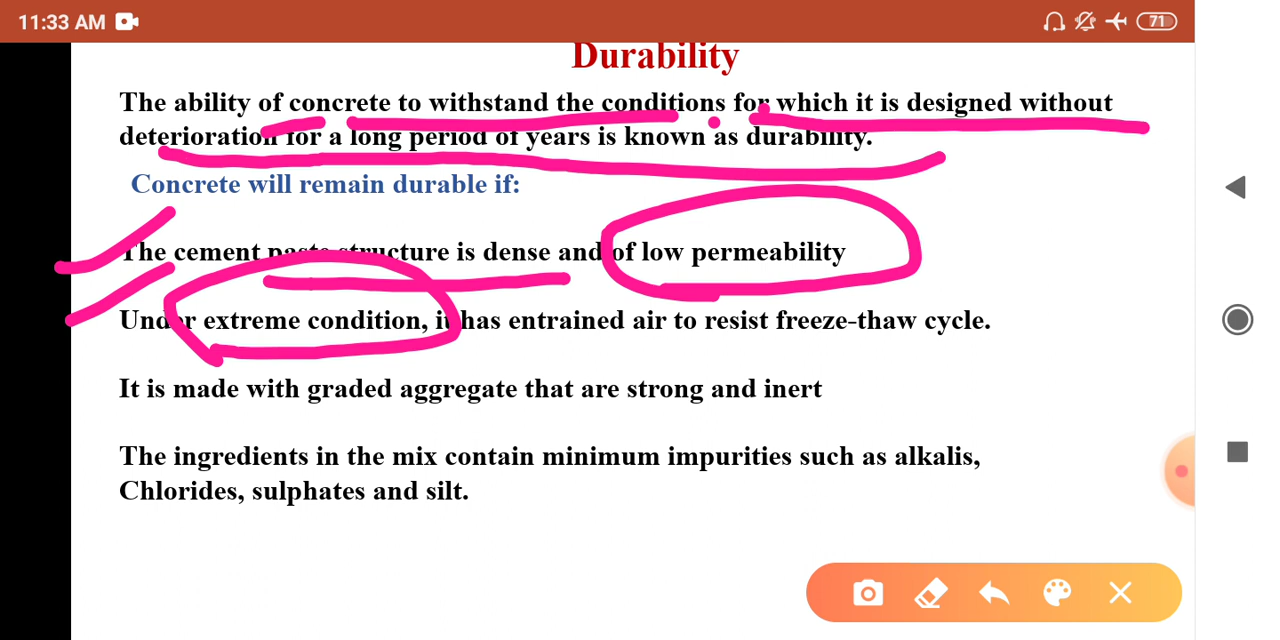 11:33 AM
71
Durability
The ability of concrete to withstand the conditions for which it is designed without
deterioration for a long period of years is known as durability.
Concrete will remain durable if:
The cement paste structure is dense and of low permeability
Under extreme condition, it has entrained air to resist freeze-thaw cycle.
It is made with graded aggregate that are strong and inert
The ingredients in the mix contain minimum impurities such as alkalis,
Chlorides, sulphates and silt.